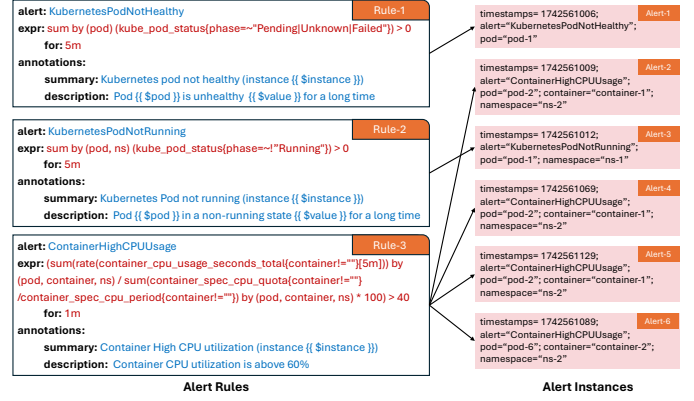 Rule-1
alert: KubernetesPodNotHealthy
expr: sum by (pod) (kube_pod_status{phase=~"Pending|Unknown|Failed"}) > 0
for: 5m
annotations:
summary: Kubernetes pod not healthy (instance {{ $instance }})
description: Pod {{ $pod }} is unhealthy {{ $value }} for a long time
Rule-2
alert: KubernetesPodNotRunning
expr: sum by (pod, ns) (kube_pod_status{phase=~!"Running"}) > 0
for: 5m
annotations:
summary: Kubernetes Pod not running (instance {{ $instance }})
description: Pod {{ $pod }} in a non-running state {{ $value }} for a long time
Rule-3
alert: ContainerHighCPUUsage
expr: (sum(rate(container_cpu_usage_seconds_total{container!=""}[5m])) by
(pod, container, ns) / sum(container_spec_cpu_quota{container!=""}
/container_spec_cpu_period{container!=""}) by (pod, container, ns) * 100) > 40
for: 1m
annotations:
summary: Container High CPU utilization (instance {{ $instance }})
description: Container CPU utilization is above 60%
Alert Rules
Alert-1
timestamps= 1742561006;
alert="KubernetesPodNotHealthy";
pod="pod-1"
Alert-2
timestamps= 1742561009;
alert="ContainerHighCPUUsage";
pod="pod-2"; container="container-1";
namespace="ns-2"
Alert-3
timestamps= 1742561012;
alert="KubernetesPodNotRunning";
pod="pod-1"; namespace="ns-1"
Alert-4
timestamps= 1742561069;
alert="ContainerHighCPUUsage";
pod="pod-2"; container="container-1";
namespace="ns-2"
Alert-5
timestamps= 1742561129;
alert="ContainerHighCPUUsage";
pod="pod-2"; container="container-1";
namespace="ns-2"
Alert-6
timestamps= 1742561089;
alert="ContainerHighCPUUsage";
pod="pod-6"; container="container-2";
namespace="ns-2"
Alert Instances